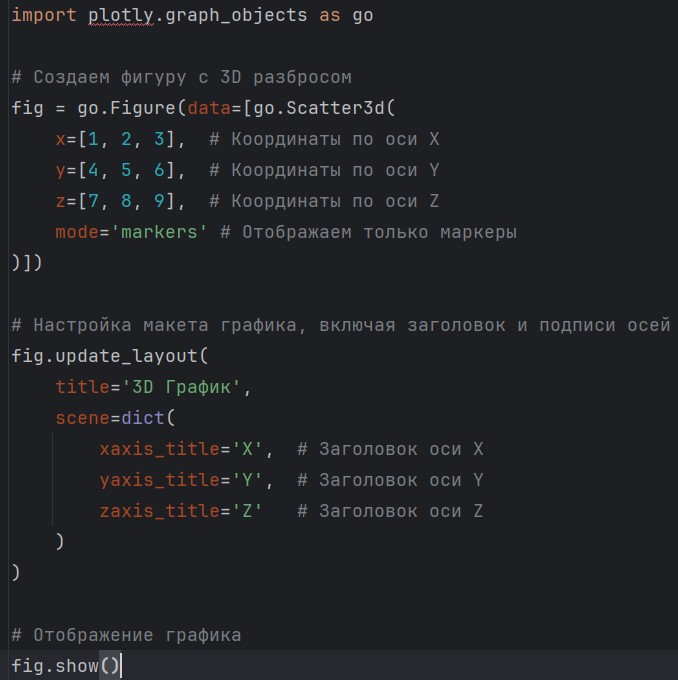 import plotly.graph_objects as go
# Создаем фигуру с 3D разбросом
fig = go.Figure(data=[go.Scatter3d(
    x=[1, 2, 3],  # Координаты по оси X
    y=[4, 5, 6],  # Координаты по оси Y
    z=[7, 8, 9],  # Координаты по оси Z
    mode='markers' # Отображаем только маркеры
)])
# Настройка макета графика, включая заголовок и подписи осей
fig.update_layout(
    title='3D График',
    scene=dict(
        xaxis_title='X',  # Заголовок оси X
        yaxis_title='Y',  # Заголовок оси Y
        zaxis_title='Z'   # Заголовок оси Z
    )
)
# Отображение графика
fig.show()